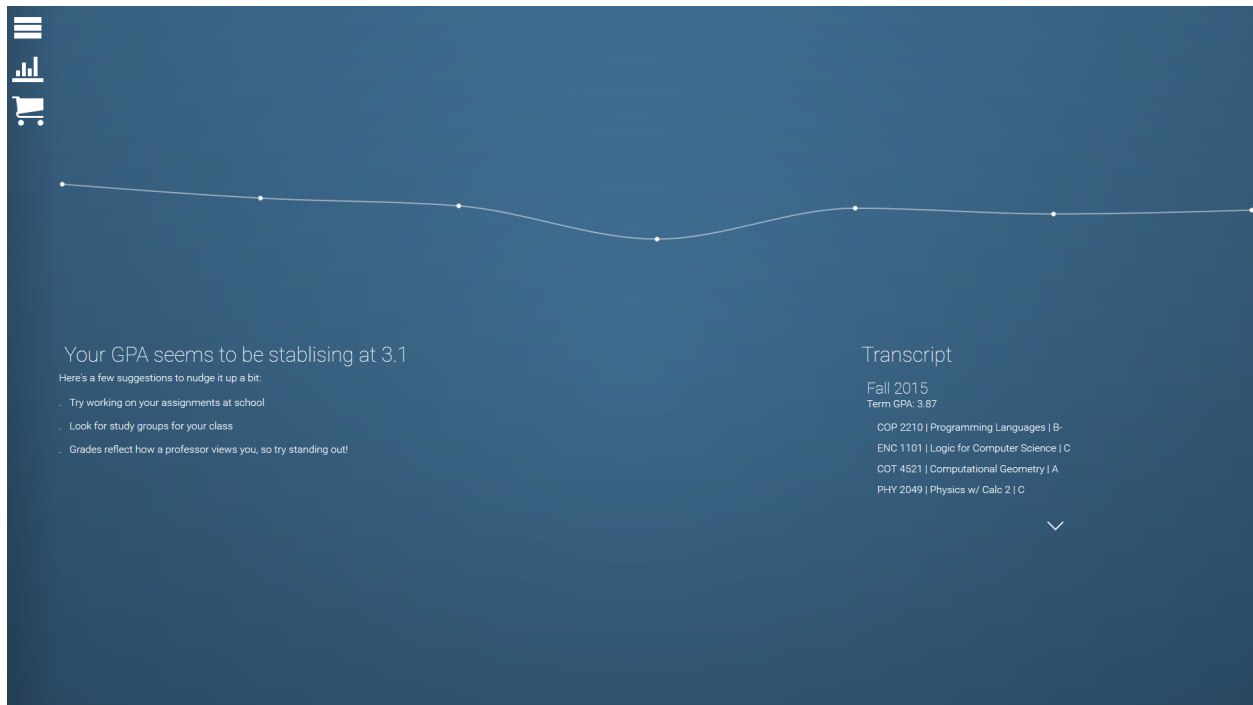 Your GPA seems to be stablising at 3.1
Here's a few suggestions to nudge it up a bit:
. Try working on your assignments at school
. Look for study groups for your class
. Grades reflect how a professor views you, so try standing out!
Transcript
Fall 2015
Term GPA: 3.87
COP 2210 | Programming Languages | B-
ENC 1101 | Logic for Computer Science | C
COT 4521 | Computational Geometry | A
PHY 2049 | Physics w/ Calc 2 | C